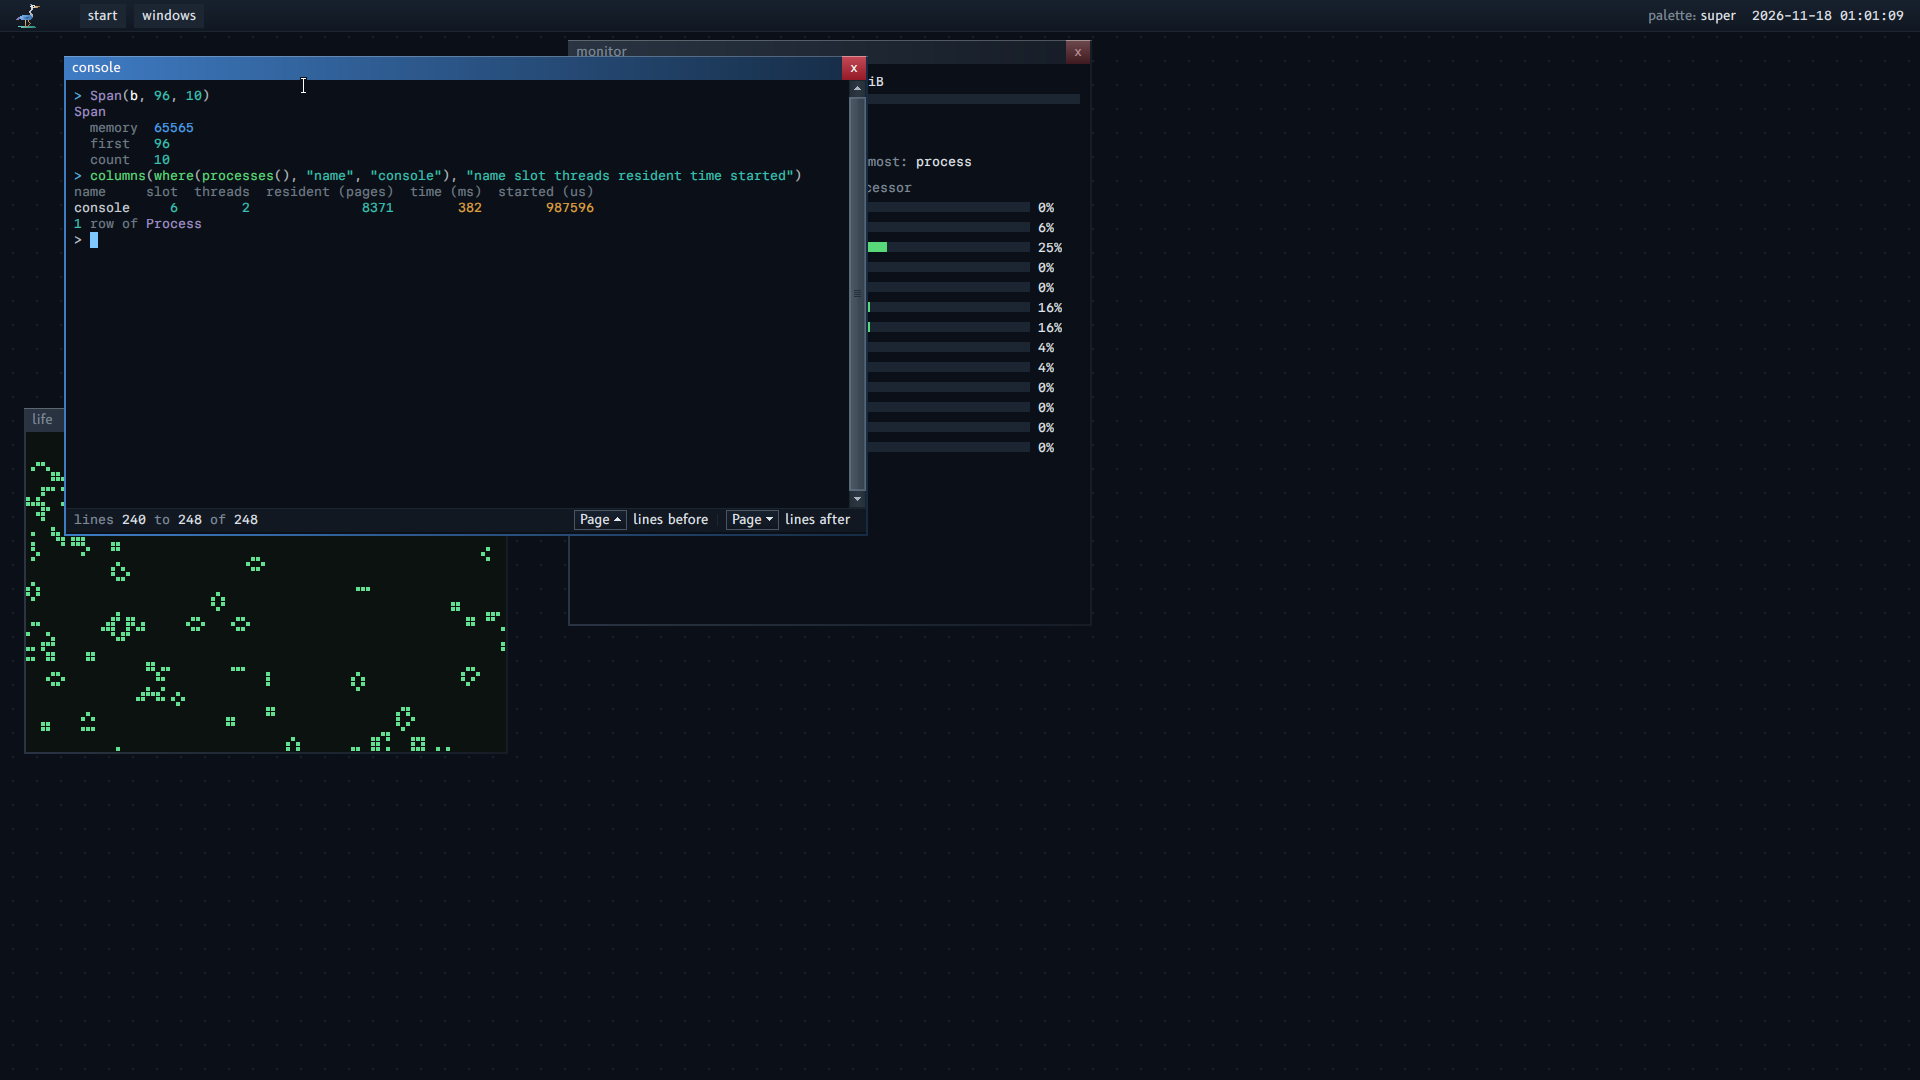 start windows palette: super 2026-11-18 01:01:09
monitor x
console x
iB
> Span(b, 96, 10)
Span
memory 65565
first 96
count 10
> columns(where(processes(), "name", "console"), "name slot threads resident time started")
name slot threads resident (pages) time (ms) started (us)
console 6 2 8371 382 987596
1 row of Process
>
most: process
cessor
0%
6%
25%
0%
0%
16%
16%
4%
4%
0%
0%
0%
0%
life
lines 240 to 248 of 248 Page lines before Page lines after